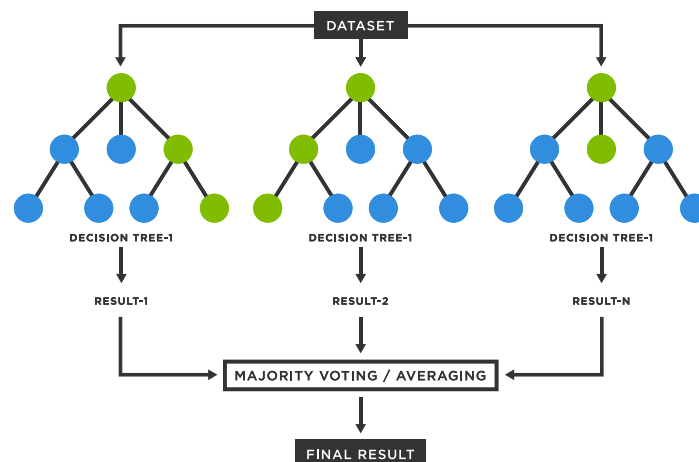 DATASET
DECISION TREE-1
DECISION TREE-1
DECISION TREE-1
RESULT-1
RESULT-2
RESULT-N
MAJORITY VOTING / AVERAGING
FINAL RESULT